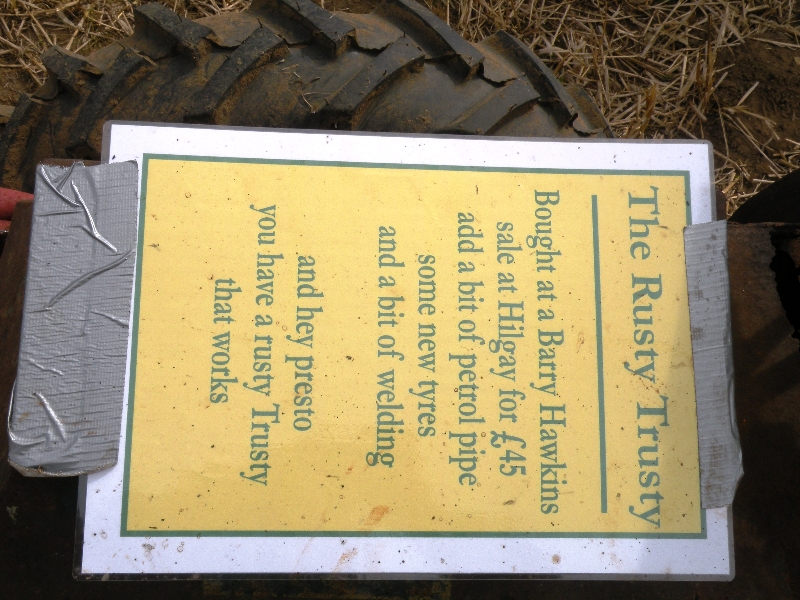 The Rusty Trusty
Bought at a Barry Hawkins
sale at Hilgay for £45
add a bit of petrol pipe
some new tyres
and a bit of welding
and hey presto
you have a rusty Trusty
that works